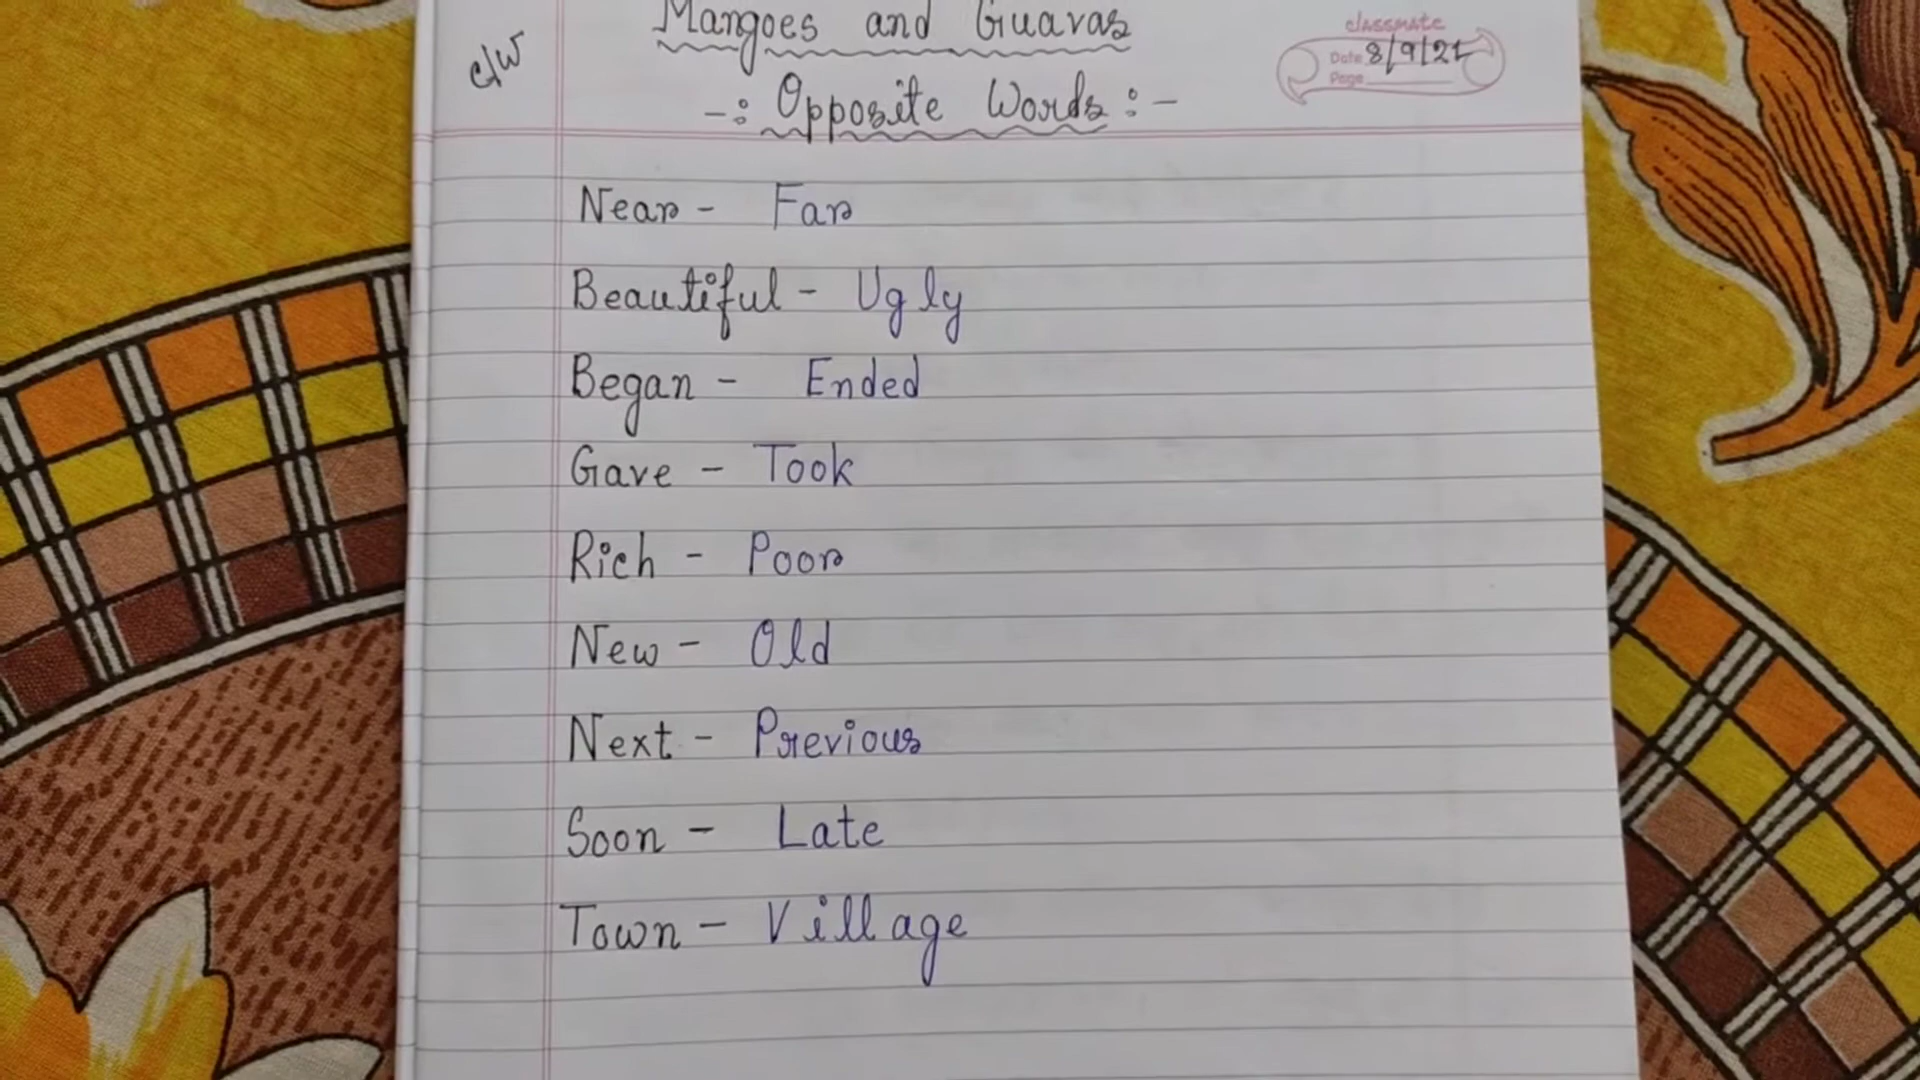 Mangoes and Guavas
C/W
CLASSMATE
Date 8/9/21
Page
-: Opposite Words :-
Near - Far
Beautiful - Ugly
Began - Ended
Gave - Took
Rich - Poor
New - Old
Next - Previous
Soon - Late
Town - Village